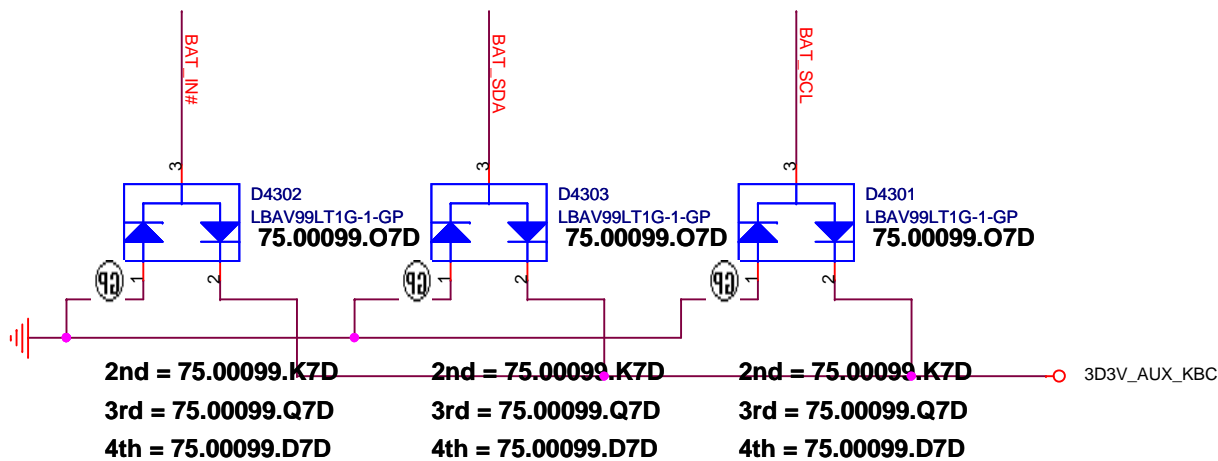 BAT_IN#
BAT_SDA
BAT_SCL
3
3
3
D4302
LBAV99LT1G-1-GP
75.00099.O7D
D4303
LBAV99LT1G-1-GP
75.00099.O7D
D4301
LBAV99LT1G-1-GP
75.00099.O7D
GP
1
2
GP
1
2
GP
1
2
2nd = 75.00099.K7D
3rd = 75.00099.Q7D
4th = 75.00099.D7D
2nd = 75.00099.K7D
3rd = 75.00099.Q7D
4th = 75.00099.D7D
2nd = 75.00099.K7D
3rd = 75.00099.Q7D
4th = 75.00099.D7D
3D3V_AUX_KBC